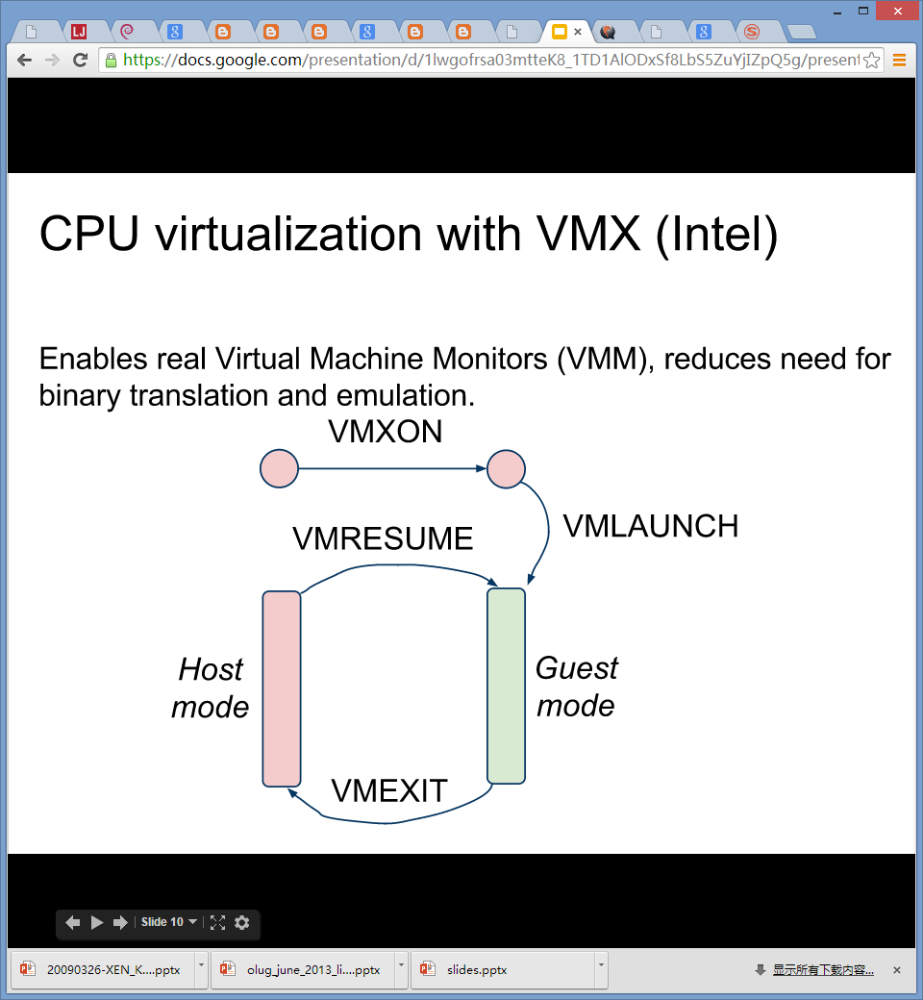 LJ
https://docs.google.com/presentation/d/1lwgofrsa03mtteK8_1TD1AlODxSf8LbS5ZuYjIZpQ5g/present
CPU virtualization with VMX (Intel)
Enables real Virtual Machine Monitors (VMM), reduces need for
binary translation and emulation.
VMXON
VMLAUNCH
VMRESUME
Host
mode
Guest
mode
VMEXIT
Slide 10
20090326-XEN_K....pptx
olug_june_2013_li....pptx
slides.pptx
显示所有下载内容...